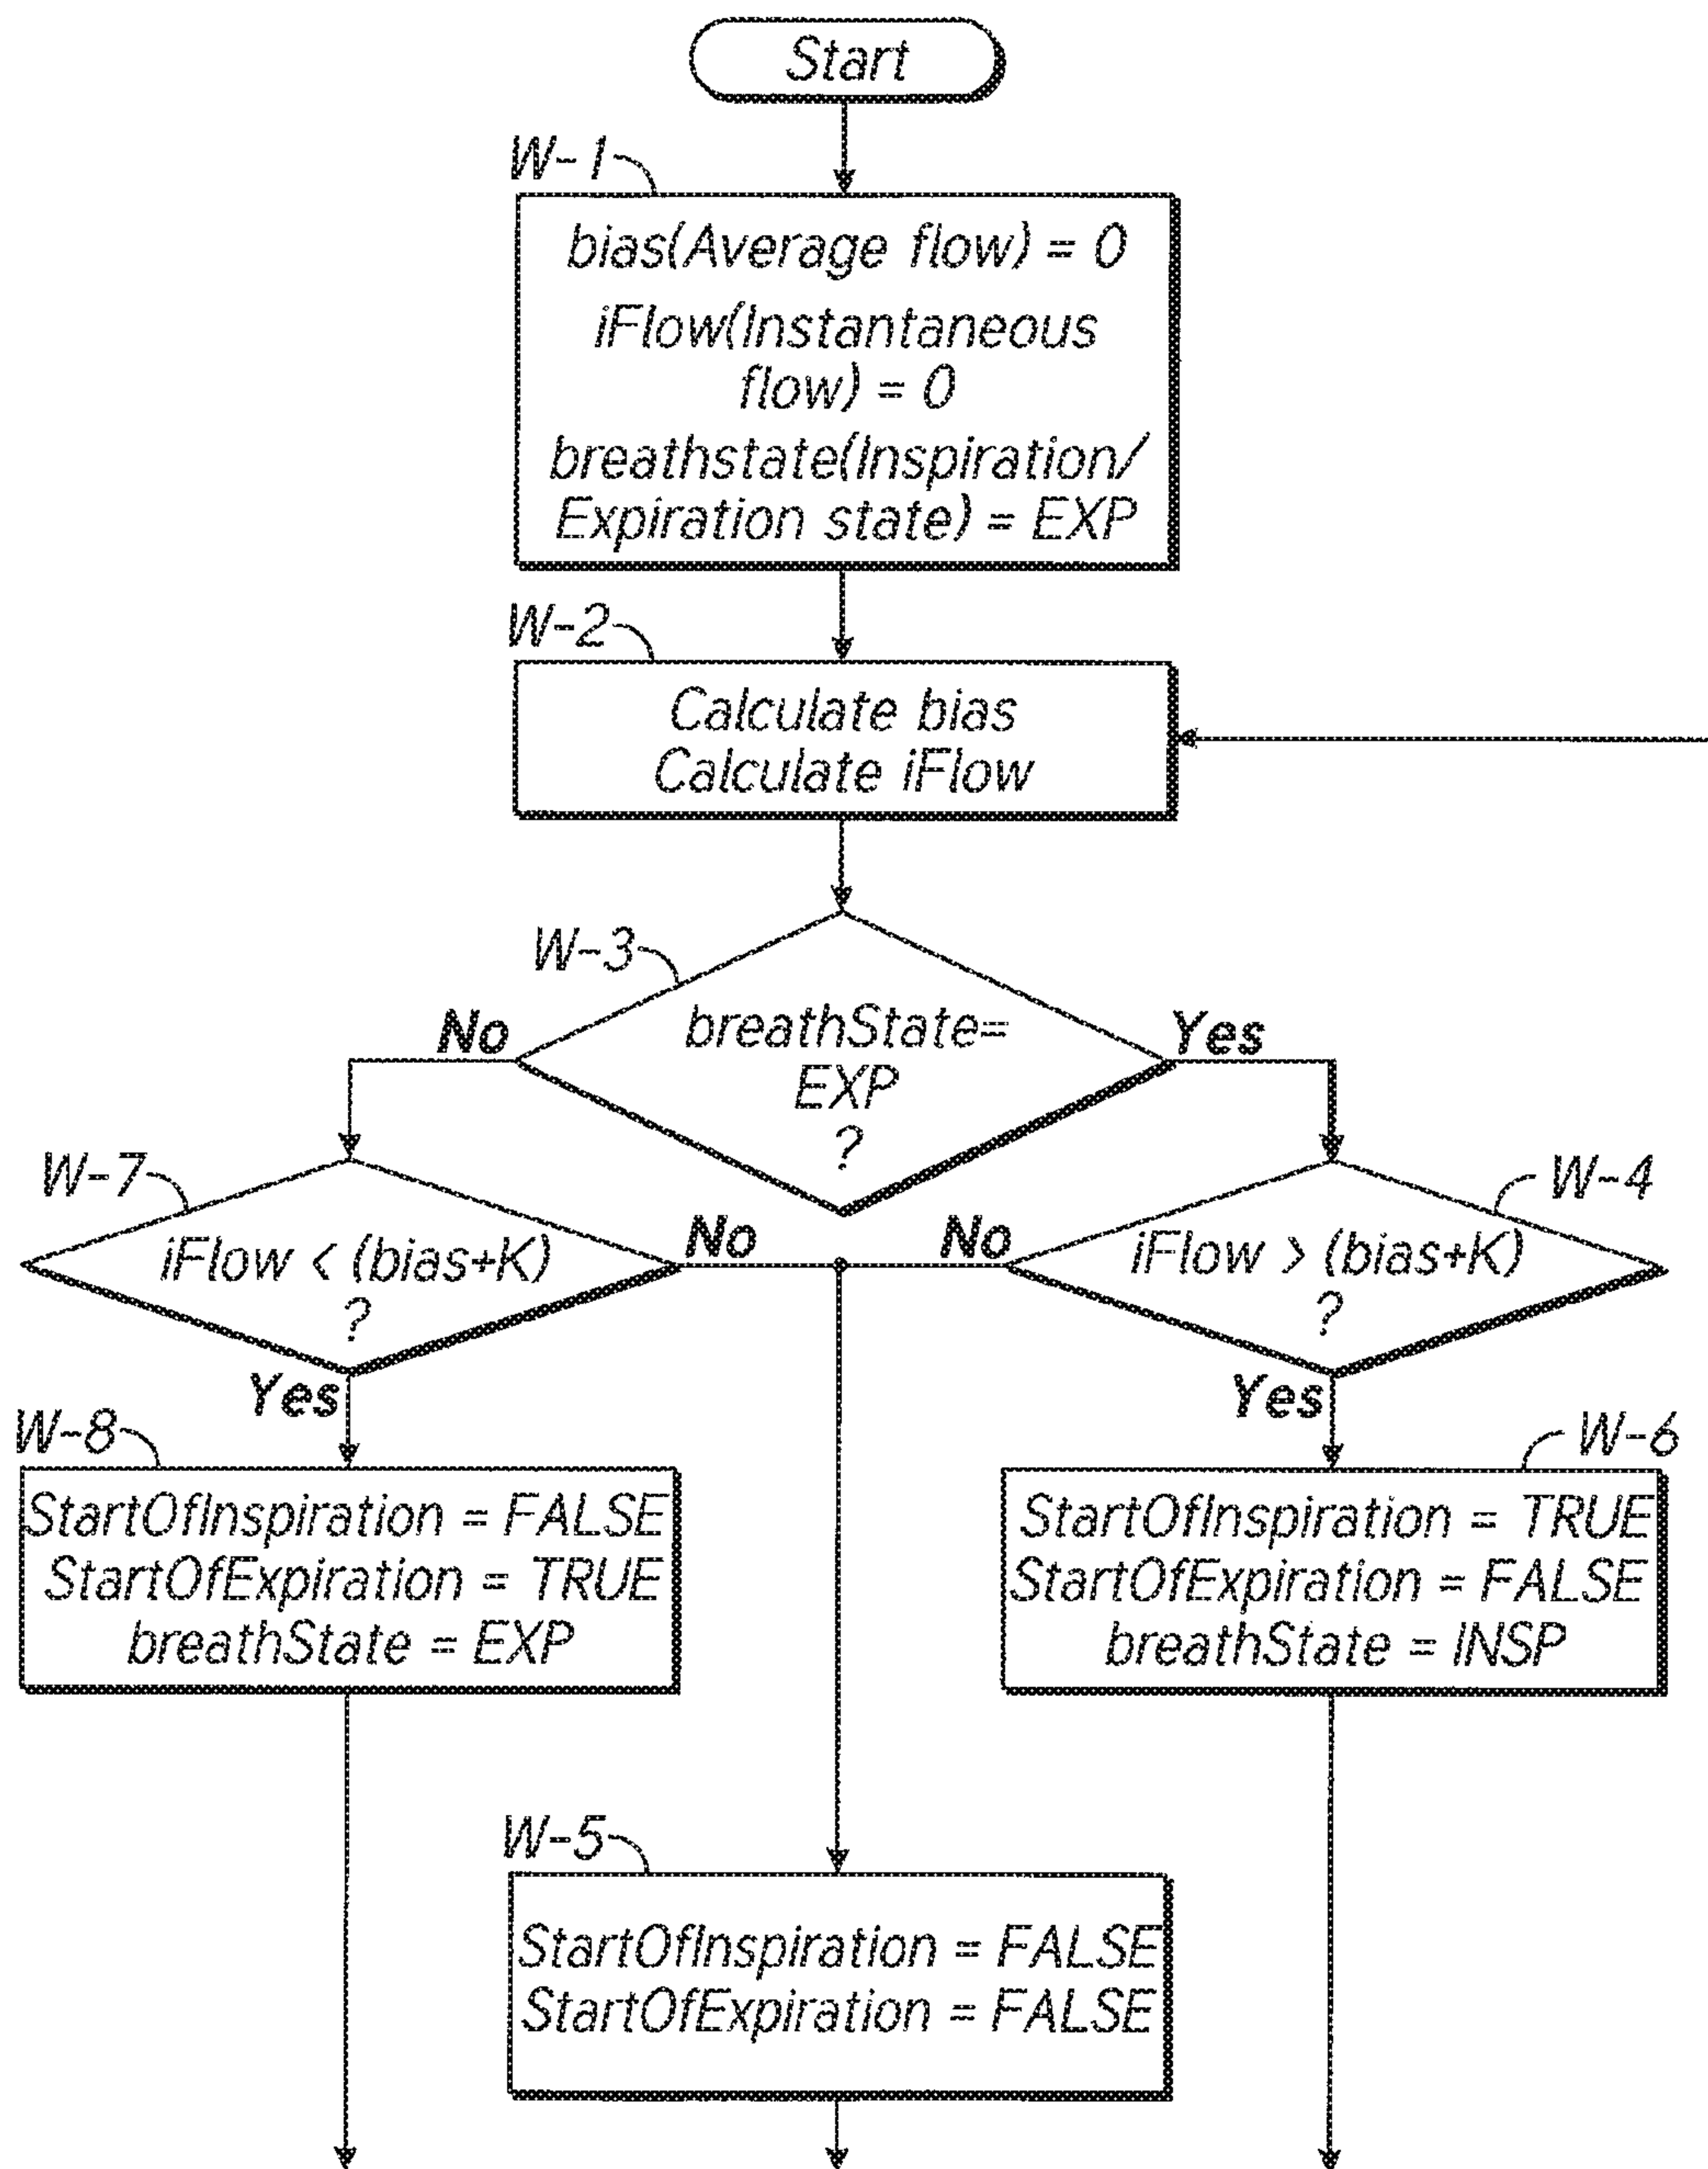 Start
W-1
bias(Average flow) = 0
iFlow(Instantaneous
flow) = 0
breathstate(Inspiration/
Expiration state) = EXP
W-2
Calculate bias
Calculate iFlow
W-3
breathState=
EXP
?
No
Yes
W-7
iFlow < (bias+K)
?
No
Yes
W-4
iFlow > (bias+K)
?
No
Yes
W-8
StartOfInspiration = FALSE
StartOfExpiration = TRUE
breathState = EXP
W-6
StartOfInspiration = TRUE
StartOfExpiration = FALSE
breathState = INSP
W-5
StartOfInspiration = FALSE
StartOfExpiration = FALSE